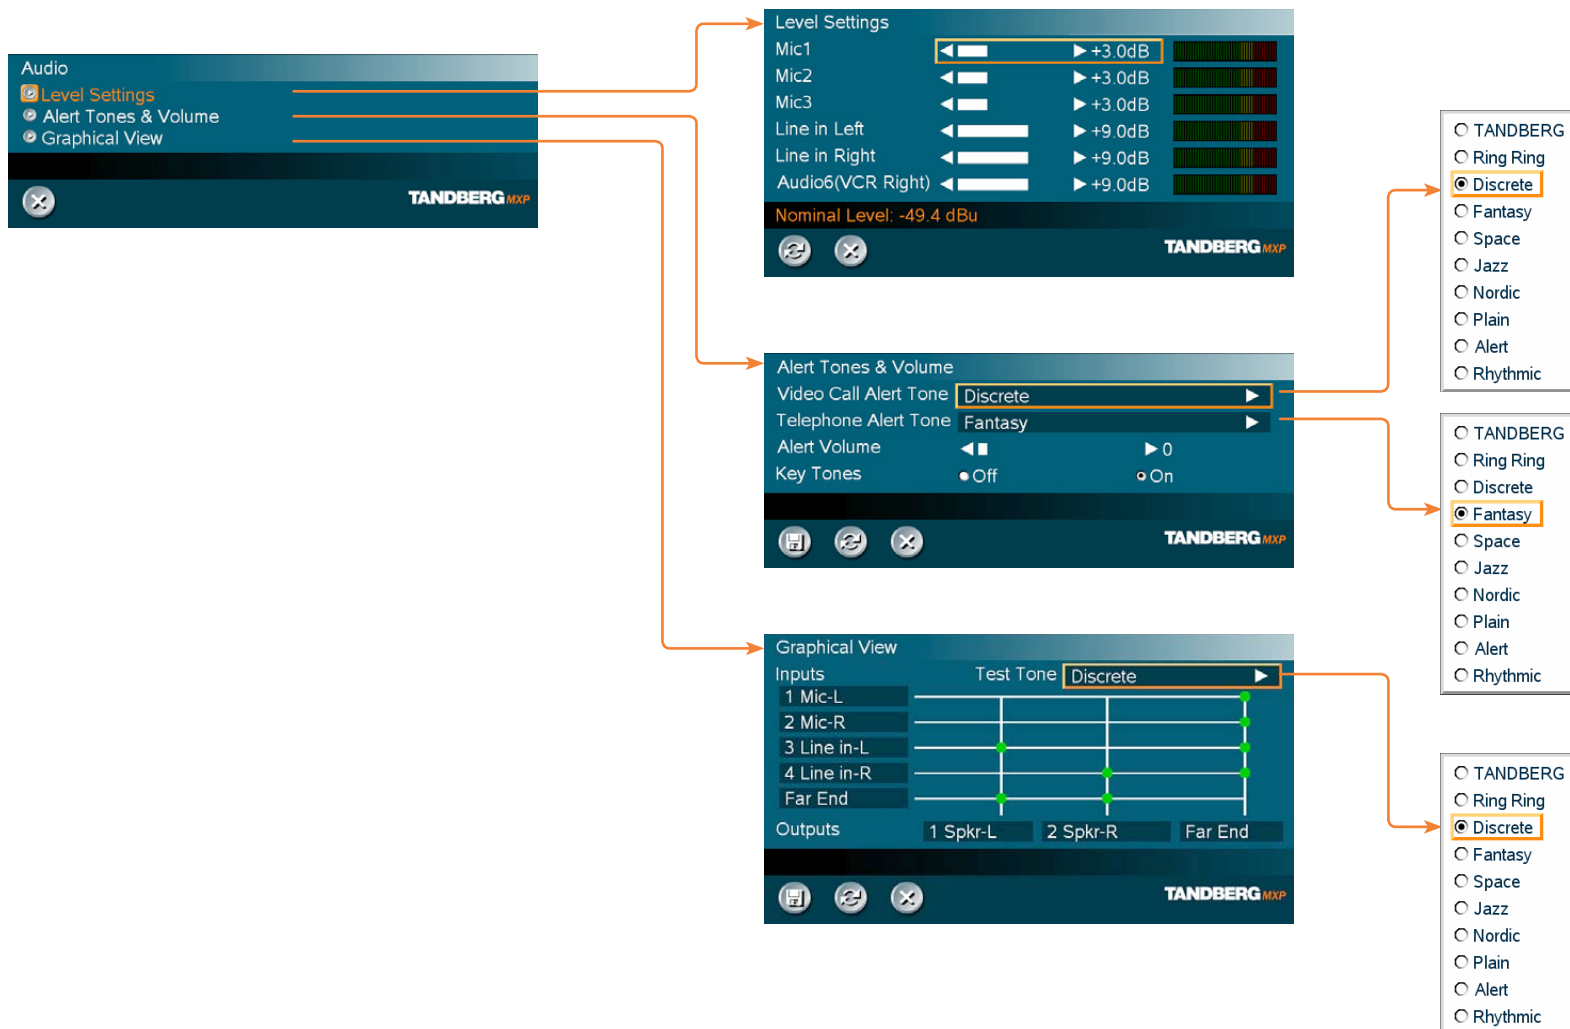 Audio
Level Settings
Alert Tones & Volume
Graphical View
TANDBERG MXP
Level Settings
Mic1 +3.0dB
Mic2 +3.0dB
Mic3 +3.0dB
Line in Left +9.0dB
Line in Right +9.0dB
Audio6(VCR Right) +9.0dB
Nominal Level: -49.4 dBu
TANDBERG MXP
Alert Tones & Volume
Video Call Alert Tone Discrete
Telephone Alert Tone Fantasy
Alert Volume 0
Key Tones Off On
TANDBERG MXP
Graphical View
Inputs Test Tone Discrete
1 Mic-L
2 Mic-R
3 Line in-L
4 Line in-R
Far End
Outputs 1 Spkr-L 2 Spkr-R Far End
TANDBERG MXP
TANDBERG
Ring Ring
Discrete
Fantasy
Space
Jazz
Nordic
Plain
Alert
Rhythmic
TANDBERG
Ring Ring
Discrete
Fantasy
Space
Jazz
Nordic
Plain
Alert
Rhythmic
TANDBERG
Ring Ring
Discrete
Fantasy
Space
Jazz
Nordic
Plain
Alert
Rhythmic